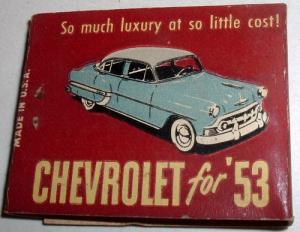 So much luxury at so little cost!
MADE IN U.S.A.
CHEVROLET for '53